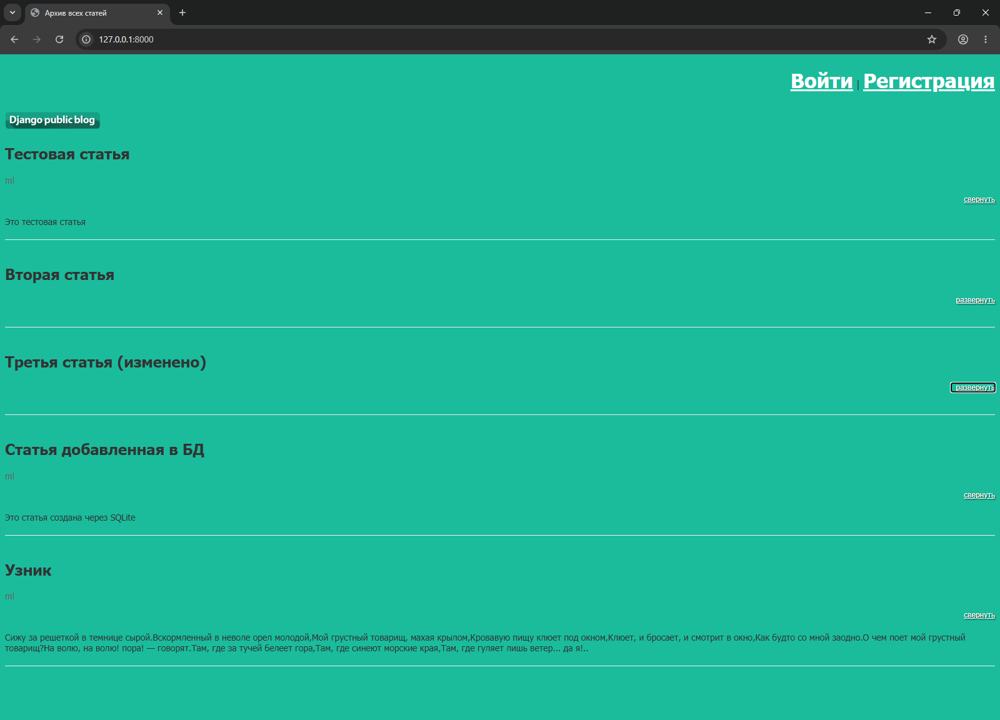 Архив всех статей
127.0.0.1:8000
Войти | Регистрация
Django public blog
Тестовая статья
ml
свернуть
Это тестовая статья
Вторая статья
развернуть
Третья статья (изменено)
развернуть
Статья добавленная в БД
ml
свернуть
Это статья создана через SQLite
Узник
ml
свернуть
Сижу за решеткой в темнице сырой.Вскормленный в неволе орел молодой,Мой грустный товарищ, махая крылом,Кровавую пищу клюет под окном,Клюет, и бросает, и смотрит в окно,Как будто со мной заодно.О чем поет мой грустный
товарищ?На волю, на волю! пора! — говорят.Там, где за тучей белеет гора,Там, где синеют морские края,Там, где гуляет лишь ветер... да я!..